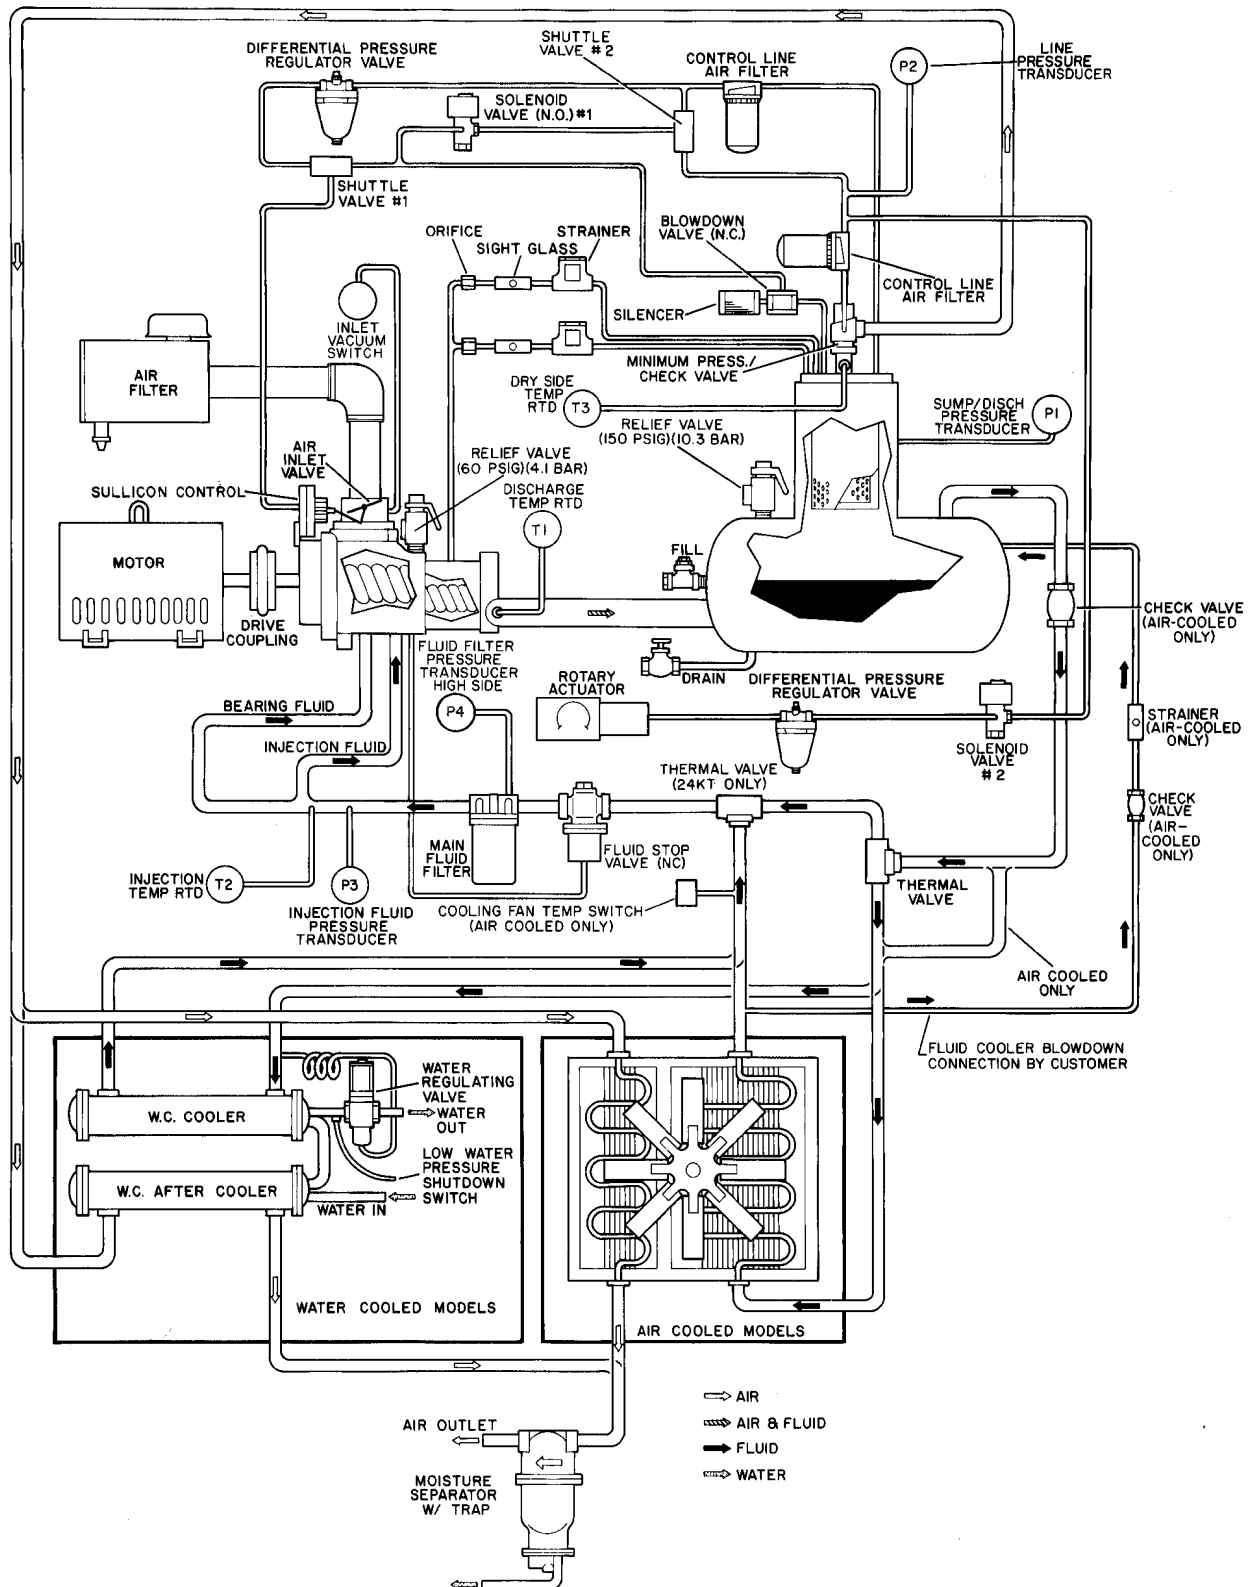 SHUTTLE
VALVE #2
DIFFERENTIAL PRESSURE
REGULATOR VALVE
CONTROL LINE
AIR FILTER
P2
LINE
PRESSURE
TRANSDUCER
SOLENOID
VALVE (N.O.) #1
SHUTTLE
VALVE #1
ORIFICE
SIGHT GLASS
STRAINER
BLOWDOWN
VALVE (N.C.)
CONTROL LINE
AIR FILTER
SILENCER
INLET
VACUUM
SWITCH
MINIMUM PRESS./
CHECK VALVE
AIR
FILTER
DRY SIDE
TEMP
RTD
T3
SUMP/DISCH
PRESSURE
TRANSDUCER
P1
RELIEF VALVE
(150 PSIG)(10.3 BAR)
AIR
INLET
VALVE
RELIEF VALVE
(60 PSIG)(4.1 BAR)
SULLICON CONTROL
DISCHARGE
TEMP RTD
T1
MOTOR
FILL
DRIVE
COUPLING
CHECK VALVE
(AIR-COOLED
ONLY)
FLUID FILTER
PRESSURE
TRANSDUCER
HIGH SIDE
DRAIN
ROTARY
ACTUATOR
DIFFERENTIAL PRESSURE
REGULATOR VALVE
BEARING FLUID
P4
STRAINER
(AIR-COOLED
ONLY)
INJECTION FLUID
SOLENOID
VALVE
#2
THERMAL VALVE
(24KT ONLY)
CHECK
VALVE
(AIR-
COOLED
ONLY)
MAIN
FLUID
FILTER
FLUID STOP
VALVE (NC)
INJECTION
TEMP RTD
T2
P3
THERMAL
VALVE
INJECTION FLUID
PRESSURE
TRANSDUCER
COOLING FAN TEMP SWITCH
(AIR COOLED ONLY)
AIR COOLED
ONLY
FLUID COOLER BLOWDOWN
CONNECTION BY CUSTOMER
WATER
REGULATING
VALVE
W.C. COOLER
WATER
OUT
LOW WATER
PRESSURE
SHUTDOWN
SWITCH
W.C. AFTER COOLER
WATER IN
WATER COOLED MODELS
AIR COOLED MODELS
AIR
AIR & FLUID
FLUID
WATER
AIR OUTLET
MOISTURE
SEPARATOR
W/ TRAP